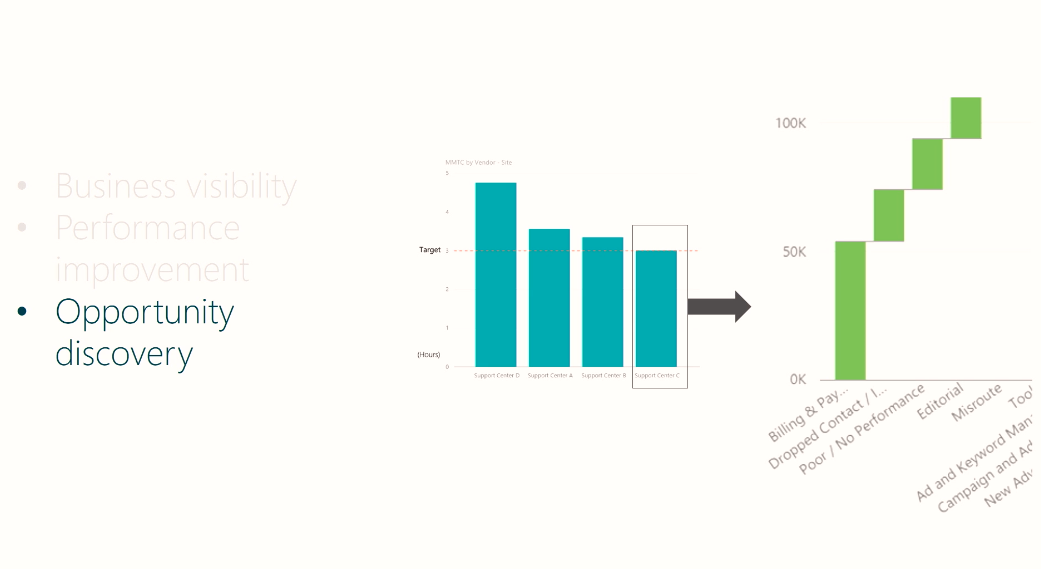 • Business visibility
• Performance
improvement
• Opportunity
discovery
MMTC by Vendor - Site
5
4
Target 3
2
1
(Hours)
0
Support Center D Support Center A Support Center B Support Center C
100K
50K
0K
Billing & Pay...
Dropped Contact / I...
Poor / No Performance
Editorial
Misroute
Tool
Ad and Keyword Man
Campaign and Ad
New Adv